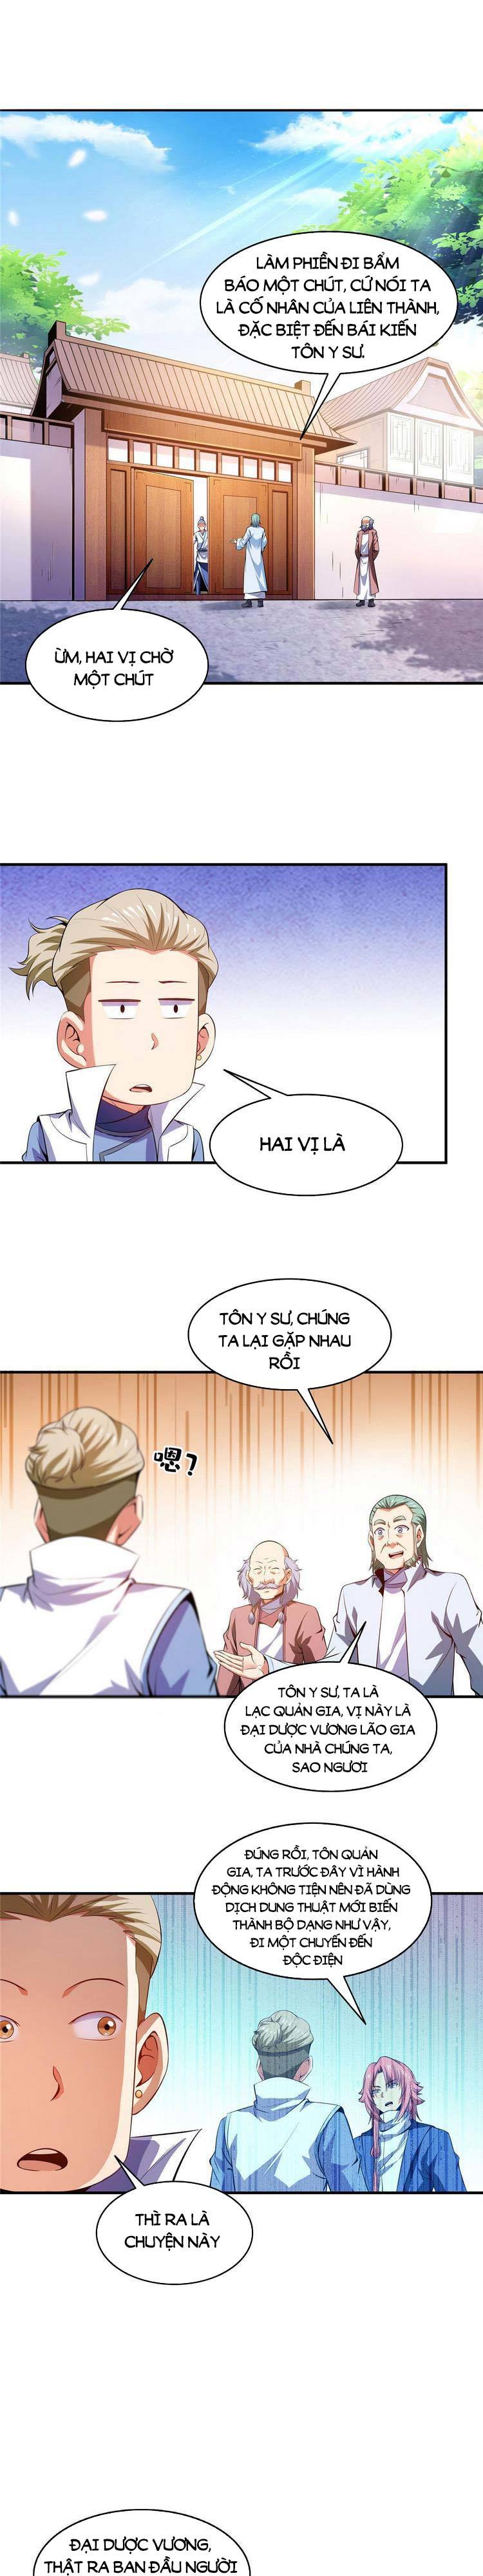 LÀM PHIỀN ĐI BẨM
BÁO MỘT CHÚT, CỨ NÓI TA
LÀ CỐ NHÂN CỦA LIÊN THÀNH,
ĐẶC BIỆT ĐẾN BÁI KIẾN
TÔN Y SƯ.
ỪM, HAI VỊ CHỜ
MỘT CHÚT
HAI VỊ LÀ
TÔN Y SƯ, CHÚNG
TA LẠI GẶP NHAU
RỒI
嗯?
TÔN Y SƯ, TA LÀ
LẠC QUẢN GIA, VỊ NÀY LÀ
ĐẠI DƯỢC VƯƠNG LÃO GIA
CỦA NHÀ CHÚNG TA,
SAO NGƯƠI
ĐÚNG RỒI, TÔN QUẢN
GIA, TA TRƯỚC ĐÂY VÌ HÀNH
ĐỘNG KHÔNG TIỆN NÊN ĐÃ DÙNG
DỊCH DUNG THUẬT MỚI BIẾN
THÀNH BỘ DẠNG NHƯ VẬY,
ĐI MỘT CHUYẾN ĐẾN
ĐỘC ĐIỆN
THÌ RA LÀ
CHUYỆN NÀY
ĐẠI DƯỢC VƯƠNG,
THẬT RA BAN ĐẦU NGƯỜI